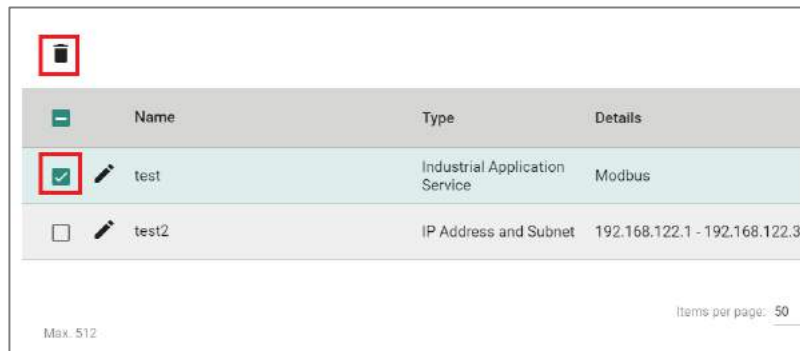 Name Type Details
test Industrial Application Service Modbus
test2 IP Address and Subnet 192.168.122.1 - 192.168.122.3
Items per page: 50
Max. 512